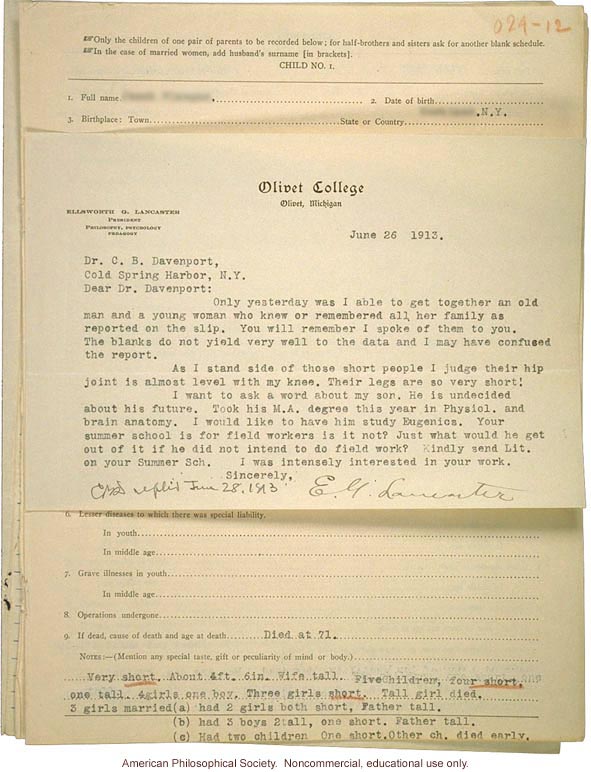 024-12
☞Only the children of one pair of parents to be recorded below; for half-brothers and sisters ask for another blank schedule.
☞In the case of married women, add husband's surname [in brackets].
CHILD NO. 1.
1. Full name
2. Date of birth
.N.Y.
3. Birthplace: Town
State or Country
Olivet College
Olivet, Michigan
ELLSWORTH G. LANCASTER
PRESIDENT
PHILOSOPHY, PSYCHOLOGY
PEDAGOGY
June 26 1913.
Dr. C. B. Davenport,
Cold Spring Harbor, N.Y.
Dear Dr. Davenport:
Only yesterday was I able to get together an old
man and a young woman who knew or remembered all, her family as
reported on the slip. You will remember I spoke of them to you.
The blanks do not yield very well to the data and I may have confused
the report.
As I stand side of those short people I judge their hip
joint is almost level with my knee. Their legs are so very short!
I want to ask a word about my son. He is undecided
about his future. Took his M.A. degree this year in Physiol. and
brain anatomy. I would like to have him study Eugenics. Your
summer school is for field workers is it not? Just what would he get
out of it if he did not intend to do field work? Kindly send Lit.
on your Summer Sch. I was intensely interested in your work.
Sincerely,
CBD replied June 28, 1913
E. G. Lancaster
6. Lesser diseases to which there was special liability.
In youth
In middle age
7. Grave illnesses in youth
In middle age
8. Operations undergone
9. If dead, cause of death and age at death Died at 71.
NOTES:—(Mention any special taste, gift or peculiarity of mind or body.)
Very short. About 4ft. 6in. Wife tall. Five Children, four short,
one tall. 4girls one boy. Three girls short. Tall girl died.
3 girls married(a) had 2 girls both short, Father tall.
(b) had 3 boys 2tall, one short. Father tall.
(c) Had two children One short.Other ch. died early.
American Philosophical Society. Noncommercial, educational use only.